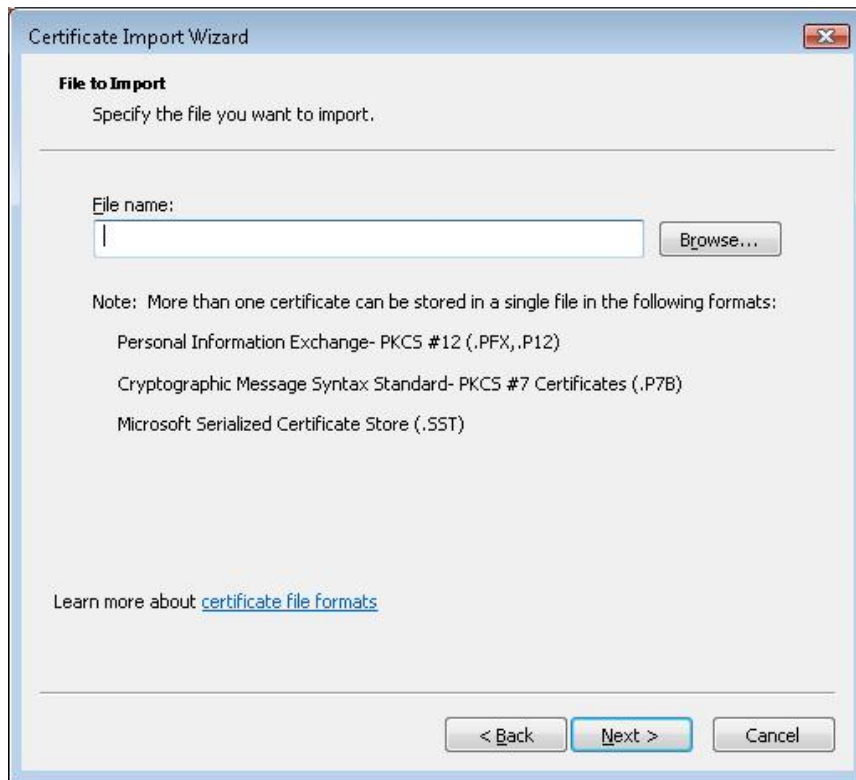 Certificate Import Wizard
File to Import
Specify the file you want to import.
File name:
Browse...
Note: More than one certificate can be stored in a single file in the following formats:
Personal Information Exchange- PKCS #12 (.PFX,.P12)
Cryptographic Message Syntax Standard- PKCS #7 Certificates (.P7B)
Microsoft Serialized Certificate Store (.SST)
Learn more about certificate file formats
< Back Next > Cancel